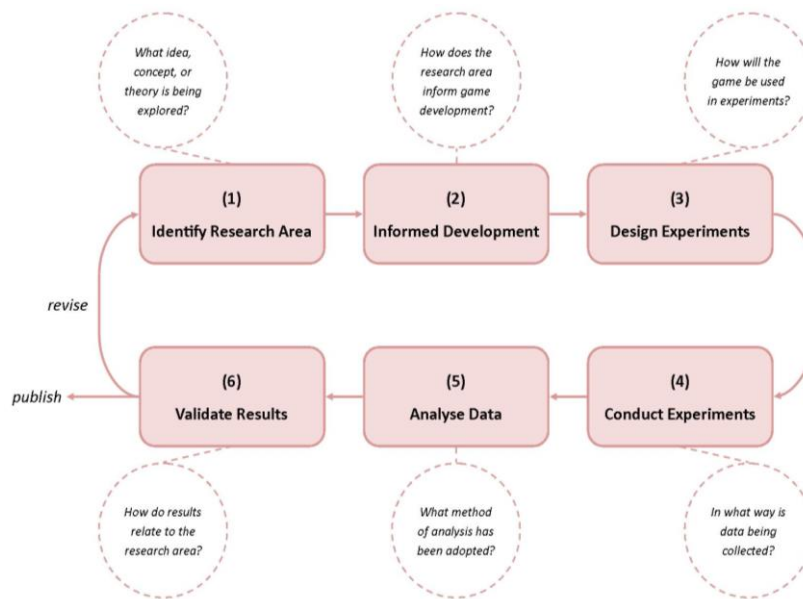 What idea,
concept, or
theory is being
explored?
How does the
research area
inform game
development?
How will the
game be used
in experiments?
(1)
Identify Research Area
(2)
Informed Development
(3)
Design Experiments
revise
publish
(6)
Validate Results
(5)
Analyse Data
(4)
Conduct Experiments
How do results
relate to the
research area?
What method
of analysis has
been adopted?
In what way is
data being
collected?